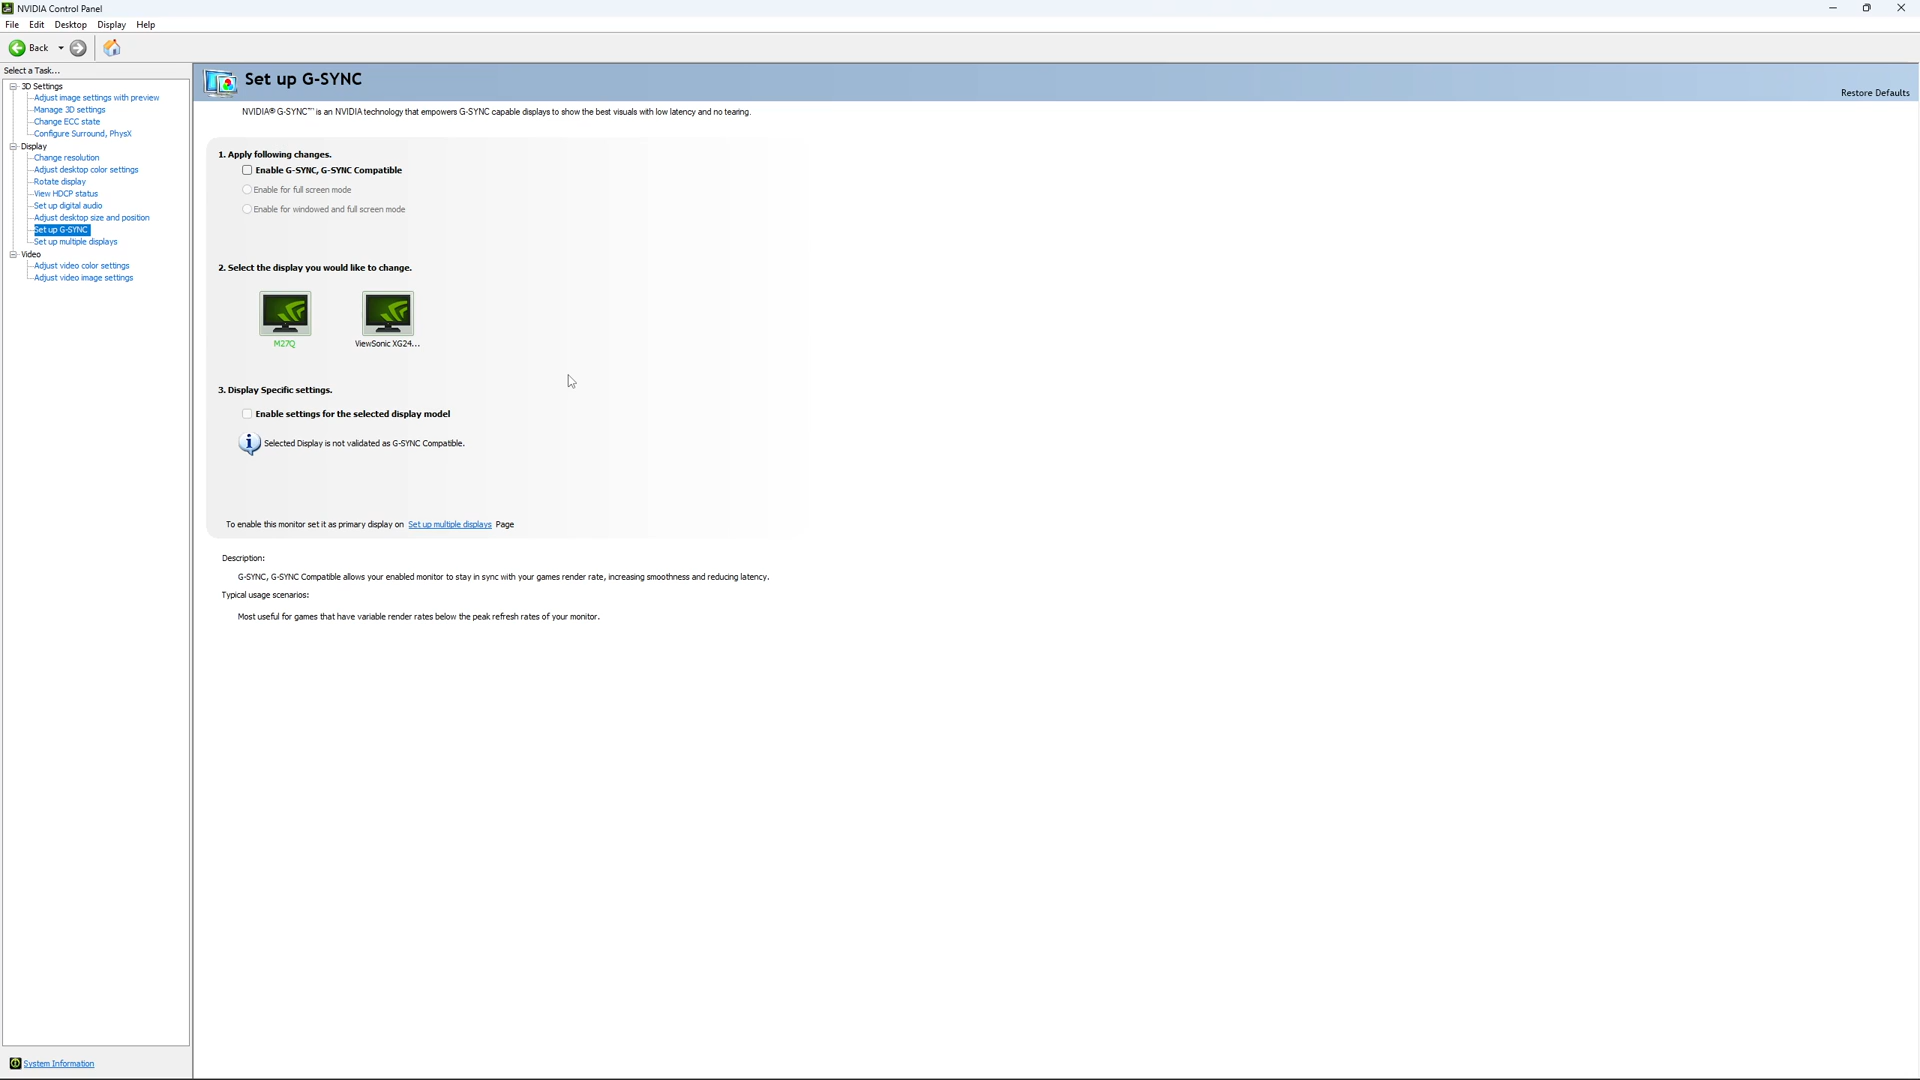 NVIDIA Control Panel
File Edit Desktop Display Help
Back
Select a Task...
3D Settings
Adjust image settings with preview
Manage 3D settings
Change ECC state
Configure Surround, PhysX
Display
Change resolution
Adjust desktop color settings
Rotate display
View HDCP status
Set up digital audio
Adjust desktop size and position
Set up G-SYNC
Set up multiple displays
Video
Adjust video color settings
Adjust video image settings
System Information
Set up G-SYNC
Restore Defaults
NVIDIA® G-SYNC™ is an NVIDIA technology that empowers G-SYNC capable displays to show the best visuals with low latency and no tearing.
1. Apply following changes.
Enable G-SYNC, G-SYNC Compatible
Enable for full screen mode
Enable for windowed and full screen mode
2. Select the display you would like to change.
M27Q ViewSonic XG24...
3. Display Specific settings.
Enable settings for the selected display model
Selected Display is not validated as G-SYNC Compatible.
To enable this monitor set it as primary display on Set up multiple displays Page
Description:
G-SYNC, G-SYNC Compatible allows your enabled monitor to stay in sync with your games render rate, increasing smoothness and reducing latency.
Typical usage scenarios:
Most useful for games that have variable render rates below the peak refresh rates of your monitor.